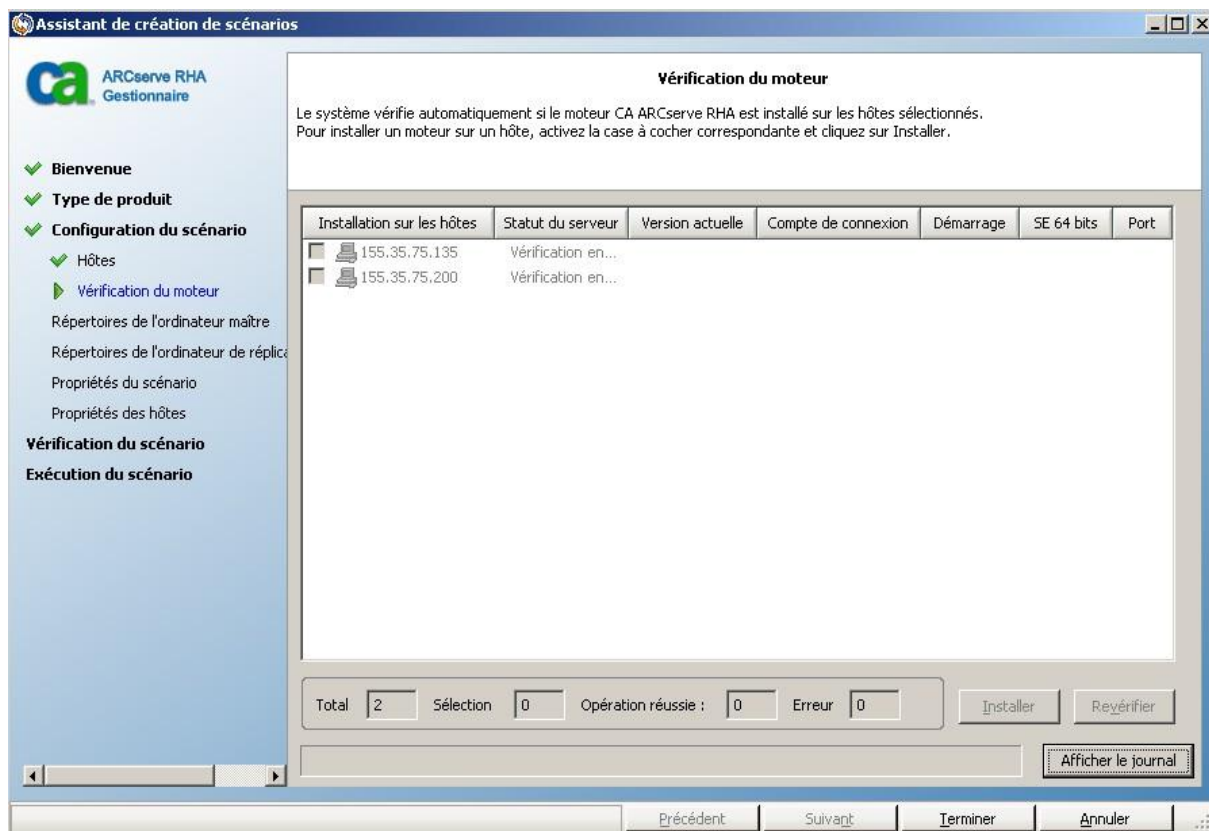 Assistant de création de scénarios
ca
ARCserve RHA
Gestionnaire
Bienvenue
Type de produit
Configuration du scénario
Hôtes
Vérification du moteur
Répertoires de l'ordinateur maître
Répertoires de l'ordinateur de réplica
Propriétés du scénario
Propriétés des hôtes
Vérification du scénario
Exécution du scénario
Vérification du moteur
Le système vérifie automatiquement si le moteur CA ARCserve RHA est installé sur les hôtes sélectionnés.
Pour installer un moteur sur un hôte, activez la case à cocher correspondante et cliquez sur Installer.
Installation sur les hôtes Statut du serveur Version actuelle Compte de connexion Démarrage SE 64 bits Port
155.35.75.135 Vérification en...
155.35.75.200 Vérification en...
Total 2 Sélection 0 Opération réussie : 0 Erreur 0 Installer Revérifier
Afficher le journal
Précédent Suivant Terminer Annuler